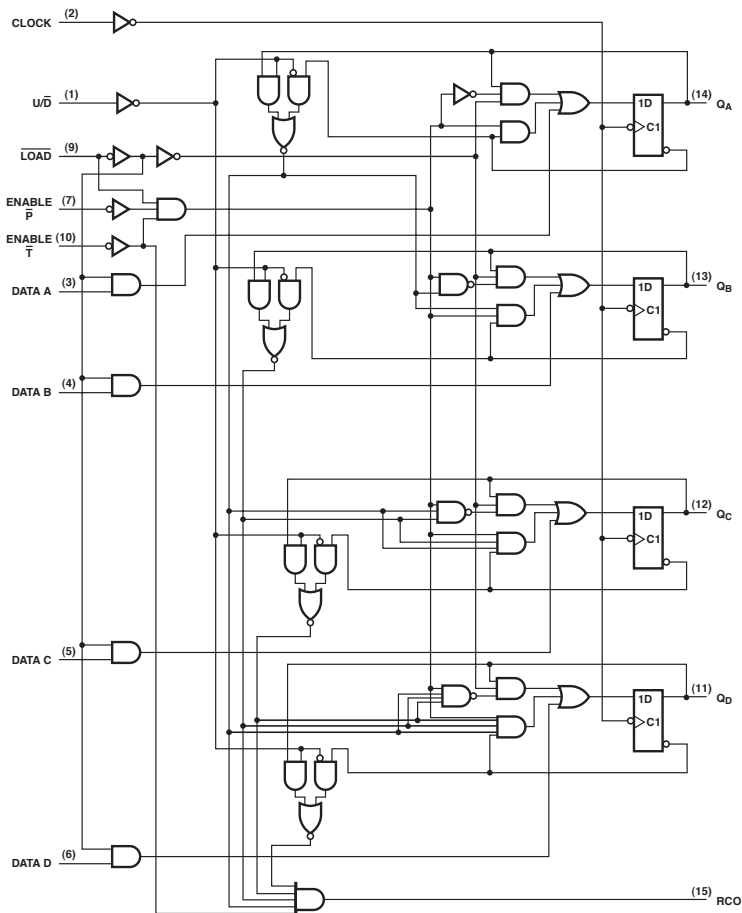 CLOCK (2)
U/D̅ (1)
L̅O̅A̅D̅ (9)
ENABLE P̅ (7)
ENABLE T̅ (10)
DATA A (3)
DATA B (4)
DATA C (5)
DATA D (6)
1D
C1
(14) QA
1D
C1
(13) QB
1D
C1
(12) QC
1D
C1
(11) QD
(15) RCO